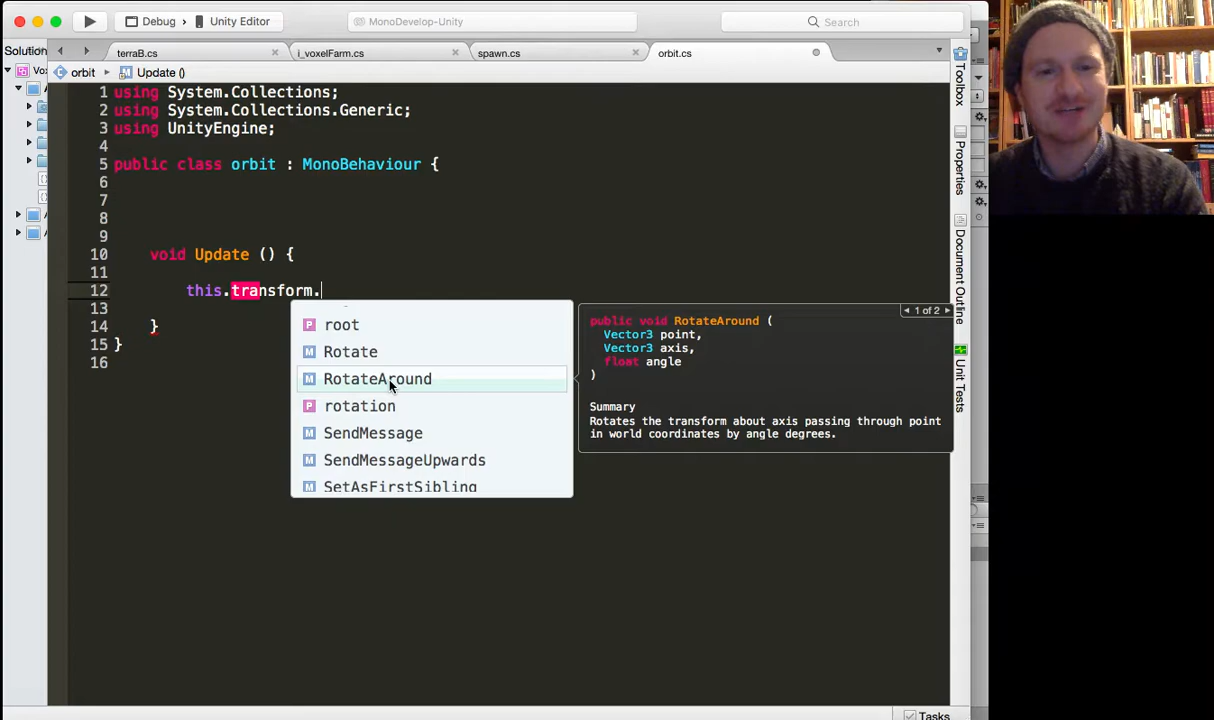 Debug > Unity Editor
MonoDevelop-Unity
Search
Solution
terraB.cs
i_voxelFarm.cs
spawn.cs
orbit.cs
orbit
Update ()
Toolbox
Properties
Document Outline
Unit Tests
1 using System.Collections;
2 using System.Collections.Generic;
3 using UnityEngine;
4
5 public class orbit : MonoBehaviour {
6
7
8
9
10 void Update () {
11
12 this.transform.
13
14 }
15 }
16
root
Rotate
RotateAround
rotation
SendMessage
SendMessageUpwards
SetAsFirstSibling
1 of 2
public void RotateAround (
Vector3 point,
Vector3 axis,
float angle
)
Summary
Rotates the transform about axis passing through point
in world coordinates by angle degrees.
Tasks